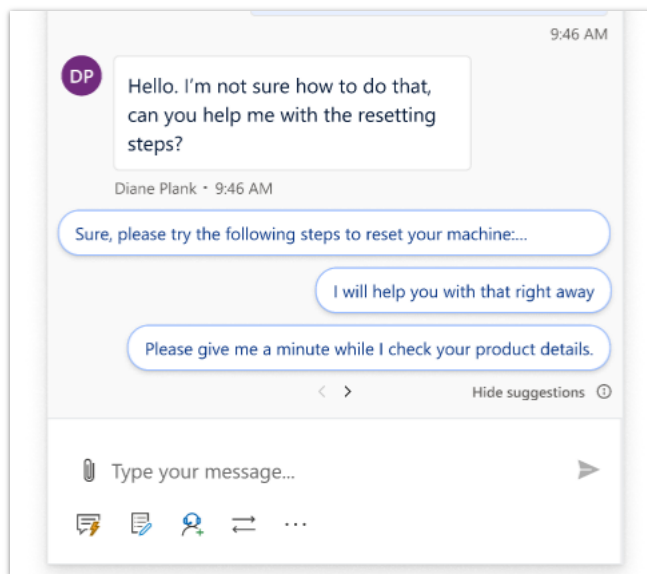 9:46 AM
DP
Hello. I'm not sure how to do that,
can you help me with the resetting
steps?
Diane Plank • 9:46 AM
Sure, please try the following steps to reset your machine:...
I will help you with that right away
Please give me a minute while I check your product details.
Hide suggestions
Type your message...